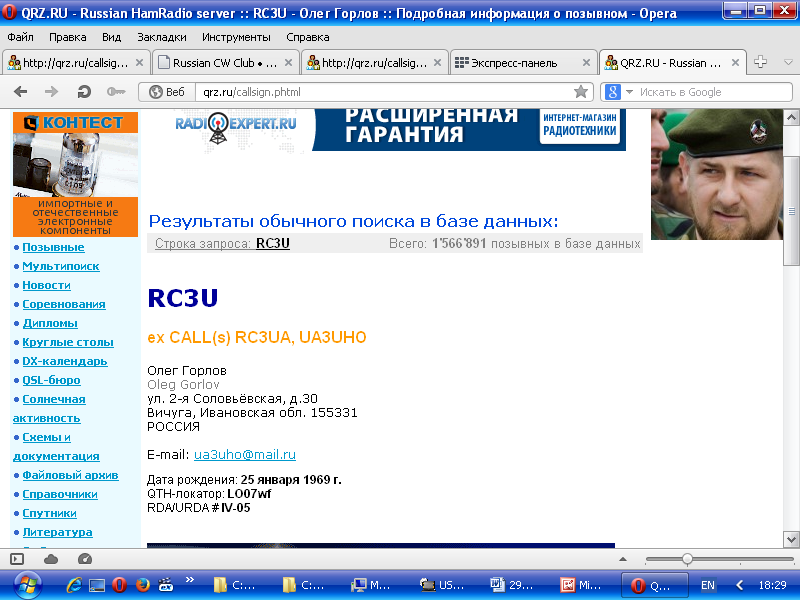 QRZ.RU - Russian HamRadio server :: RC3U - Олег Горлов :: Подробная информация о позывном - Opera
Файл Правка Вид Закладки Инструменты Справка
http://qrz.ru/callsig...
Russian CW Club • ...
http://qrz.ru/callsig...
Экспресс-панель
QRZ.RU - Russian ...
Веб
qrz.ru/callsign.phtml
Искать в Google
КОНТЕСТ
импортные и
отечественные
электронные
компоненты
RADIOEXPERT.RU
РАСШИРЕННАЯ
ГАРАНТИЯ
ИНТЕРНЕТ-МАГАЗИН
РАДИОТЕХНИКИ
• Позывные
• Мультипоиск
• Новости
• Соревнования
• Дипломы
• Круглые столы
• DX-календарь
• QSL-бюро
• Солнечная
активность
• Схемы и
документация
• Файловый архив
• Справочники
• Спутники
• Литература
Результаты обычного поиска в базе данных:
Строка запроса: RC3U Всего: 1'566'891 позывных в базе данных
RC3U
ex CALL(s) RC3UA, UA3UHO
Олег Горлов
Oleg Gorlov
ул. 2-я Соловьёвская, д.30
Вичуга, Ивановская обл. 155331
РОССИЯ
E-mail: ua3uho@mail.ru
Дата рождения: 25 января 1969 г.
QTH-локатор: LO07wf
RDA/URDA # IV-05
C:...
C:...
M...
US...
29...
Mi...
Q...
EN
18:29